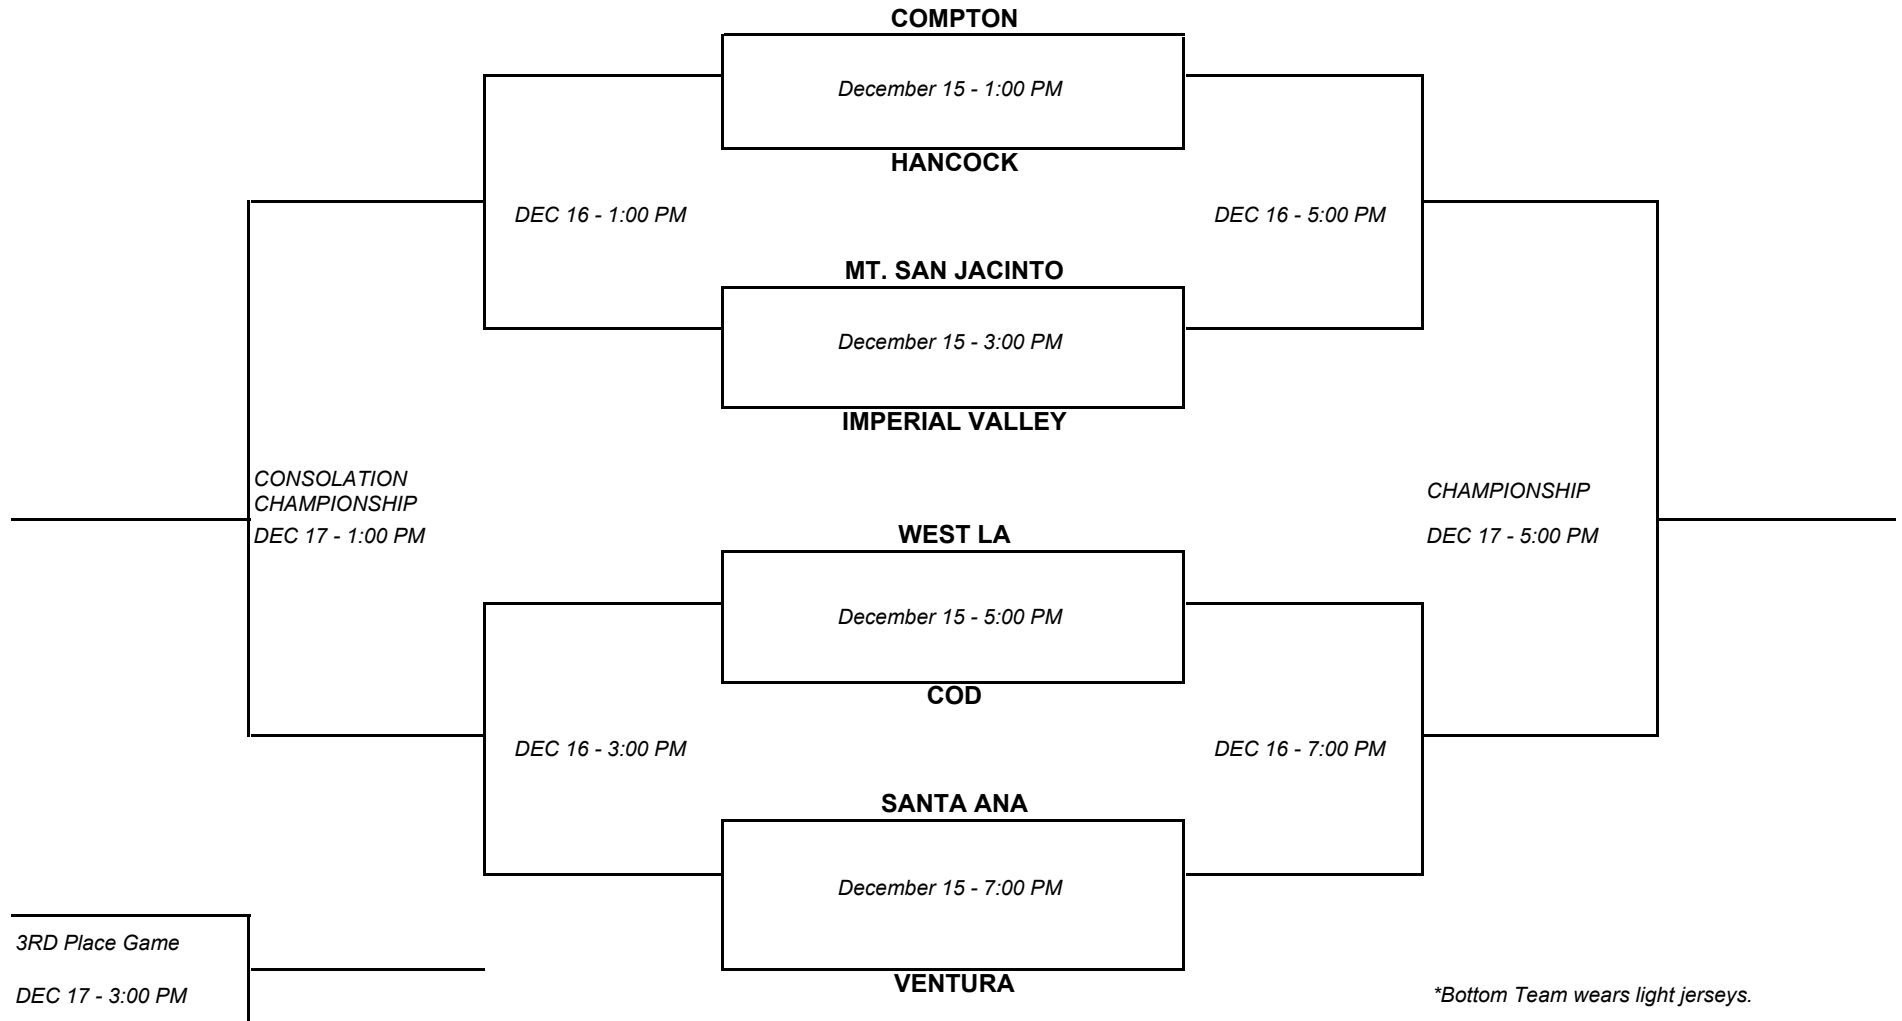 COMPTON
December 15 - 1:00 PM
HANCOCK
DEC 16 - 1:00 PM
DEC 16 - 5:00 PM
MT. SAN JACINTO
December 15 - 3:00 PM
IMPERIAL VALLEY
CONSOLATION
CHAMPIONSHIP
DEC 17 - 1:00 PM
CHAMPIONSHIP
DEC 17 - 5:00 PM
WEST LA
December 15 - 5:00 PM
COD
DEC 16 - 3:00 PM
DEC 16 - 7:00 PM
SANTA ANA
December 15 - 7:00 PM
VENTURA
3RD Place Game
DEC 17 - 3:00 PM
*Bottom Team wears light jerseys.